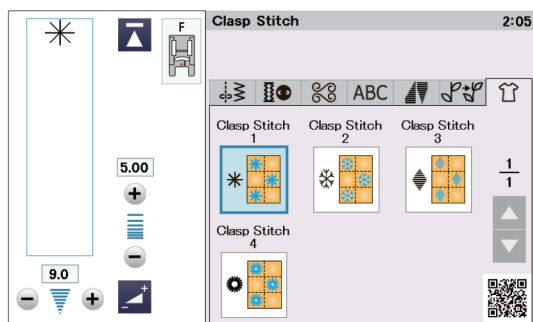 F
Clasp Stitch
2:05
ABC
Clasp Stitch
1
Clasp Stitch
2
Clasp Stitch
3
5.00
1
1
Clasp Stitch
4
9.0